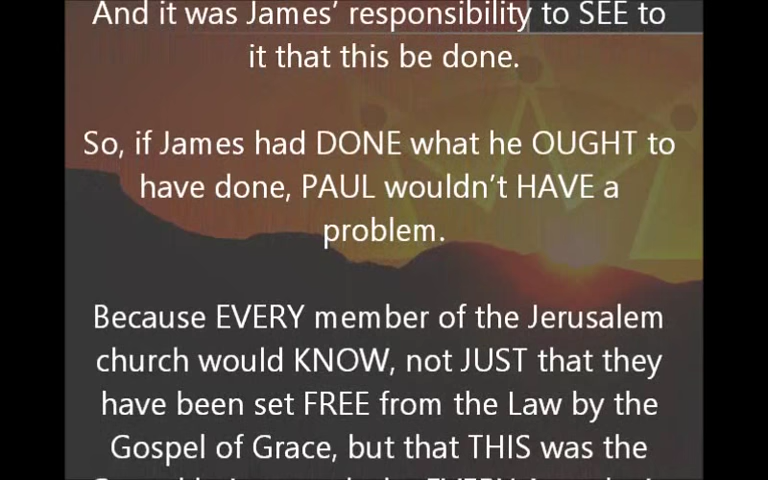 And it was James’ responsibility to SEE to
it that this be done.
So, if James had DONE what he OUGHT to
have done, PAUL wouldn’t HAVE a
problem.
Because EVERY member of the Jerusalem
church would KNOW, not JUST that they
have been set FREE from the Law by the
Gospel of Grace, but that THIS was the